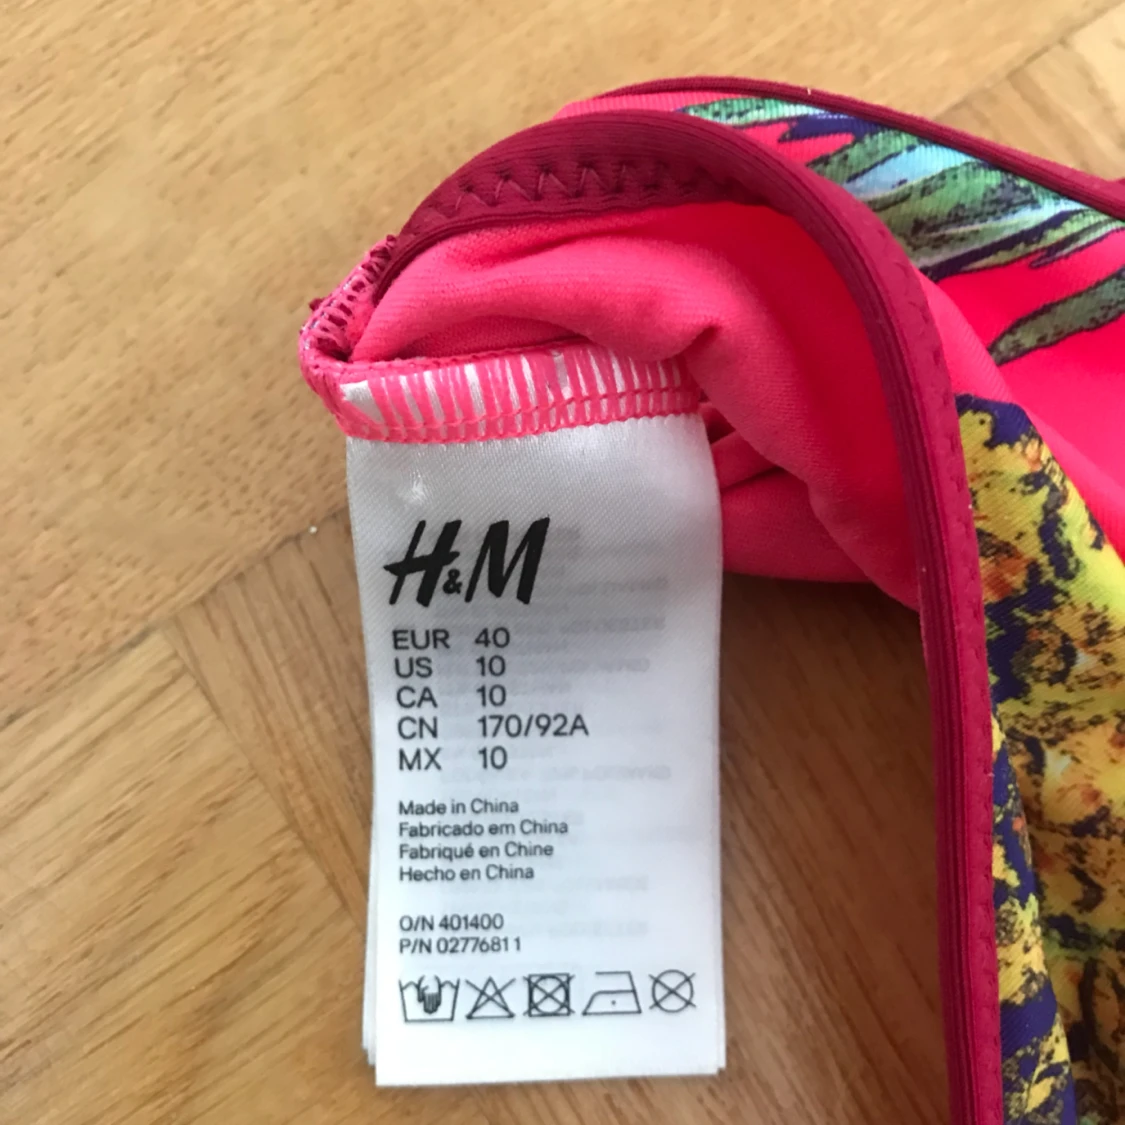 H&M
EUR 40
US 10
CA 10
CN 170/92A
MX 10
Made in China
Fabricado em China
Fabriqué en Chine
Hecho en China
O/N 401400
P/N 02776811